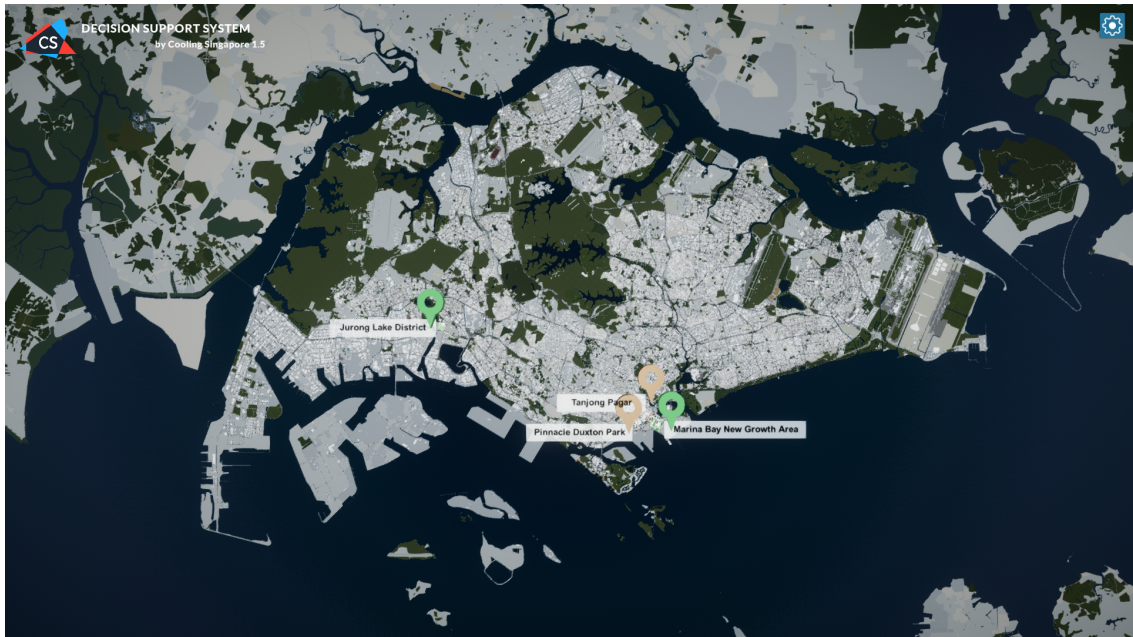 CS
DECISION SUPPORT SYSTEM
by Cooling Singapore 1.5
Jurong Lake District
Tanjong Pagar
Pinnacle Duxton Park
Marina Bay New Growth Area